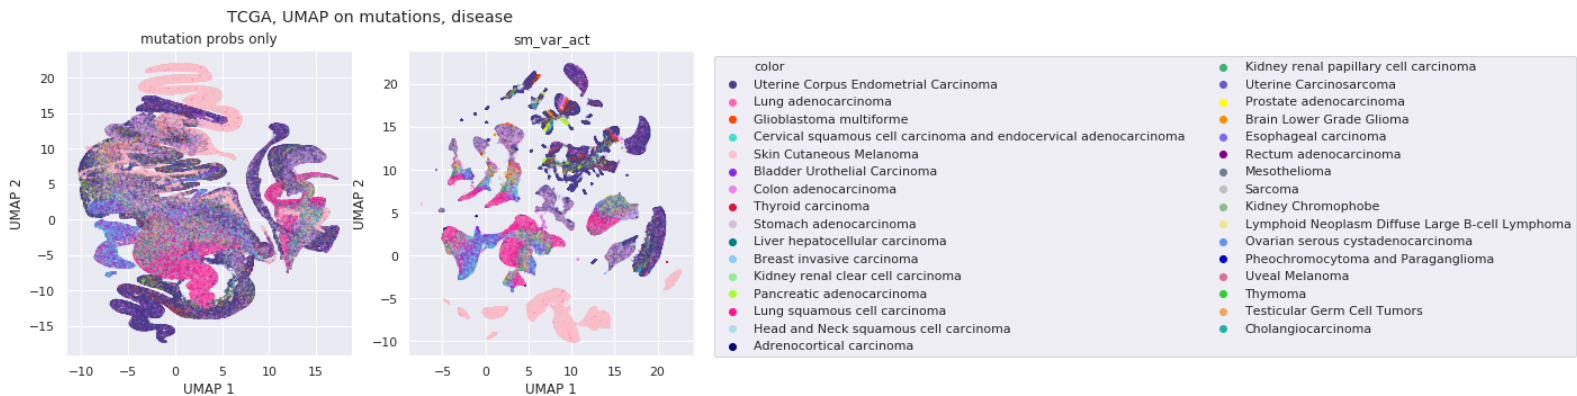 TCGA, UMAP on mutations, disease
mutation probs only
20
15
10
5
0
−5
−10
−15
UMAP 2
−10 −5 0 5 10 15
UMAP 1
sm_var_act
20
15
10
5
0
−5
−10
UMAP 2
−5 0 5 10 15 20
UMAP 1
color
Uterine Corpus Endometrial Carcinoma
Lung adenocarcinoma
Glioblastoma multiforme
Cervical squamous cell carcinoma and endocervical adenocarcinoma
Skin Cutaneous Melanoma
Bladder Urothelial Carcinoma
Colon adenocarcinoma
Thyroid carcinoma
Stomach adenocarcinoma
Liver hepatocellular carcinoma
Breast invasive carcinoma
Kidney renal clear cell carcinoma
Pancreatic adenocarcinoma
Lung squamous cell carcinoma
Head and Neck squamous cell carcinoma
Adrenocortical carcinoma
Kidney renal papillary cell carcinoma
Uterine Carcinosarcoma
Prostate adenocarcinoma
Brain Lower Grade Glioma
Esophageal carcinoma
Rectum adenocarcinoma
Mesothelioma
Sarcoma
Kidney Chromophobe
Lymphoid Neoplasm Diffuse Large B-cell Lymphoma
Ovarian serous cystadenocarcinoma
Pheochromocytoma and Paraganglioma
Uveal Melanoma
Thymoma
Testicular Germ Cell Tumors
Cholangiocarcinoma